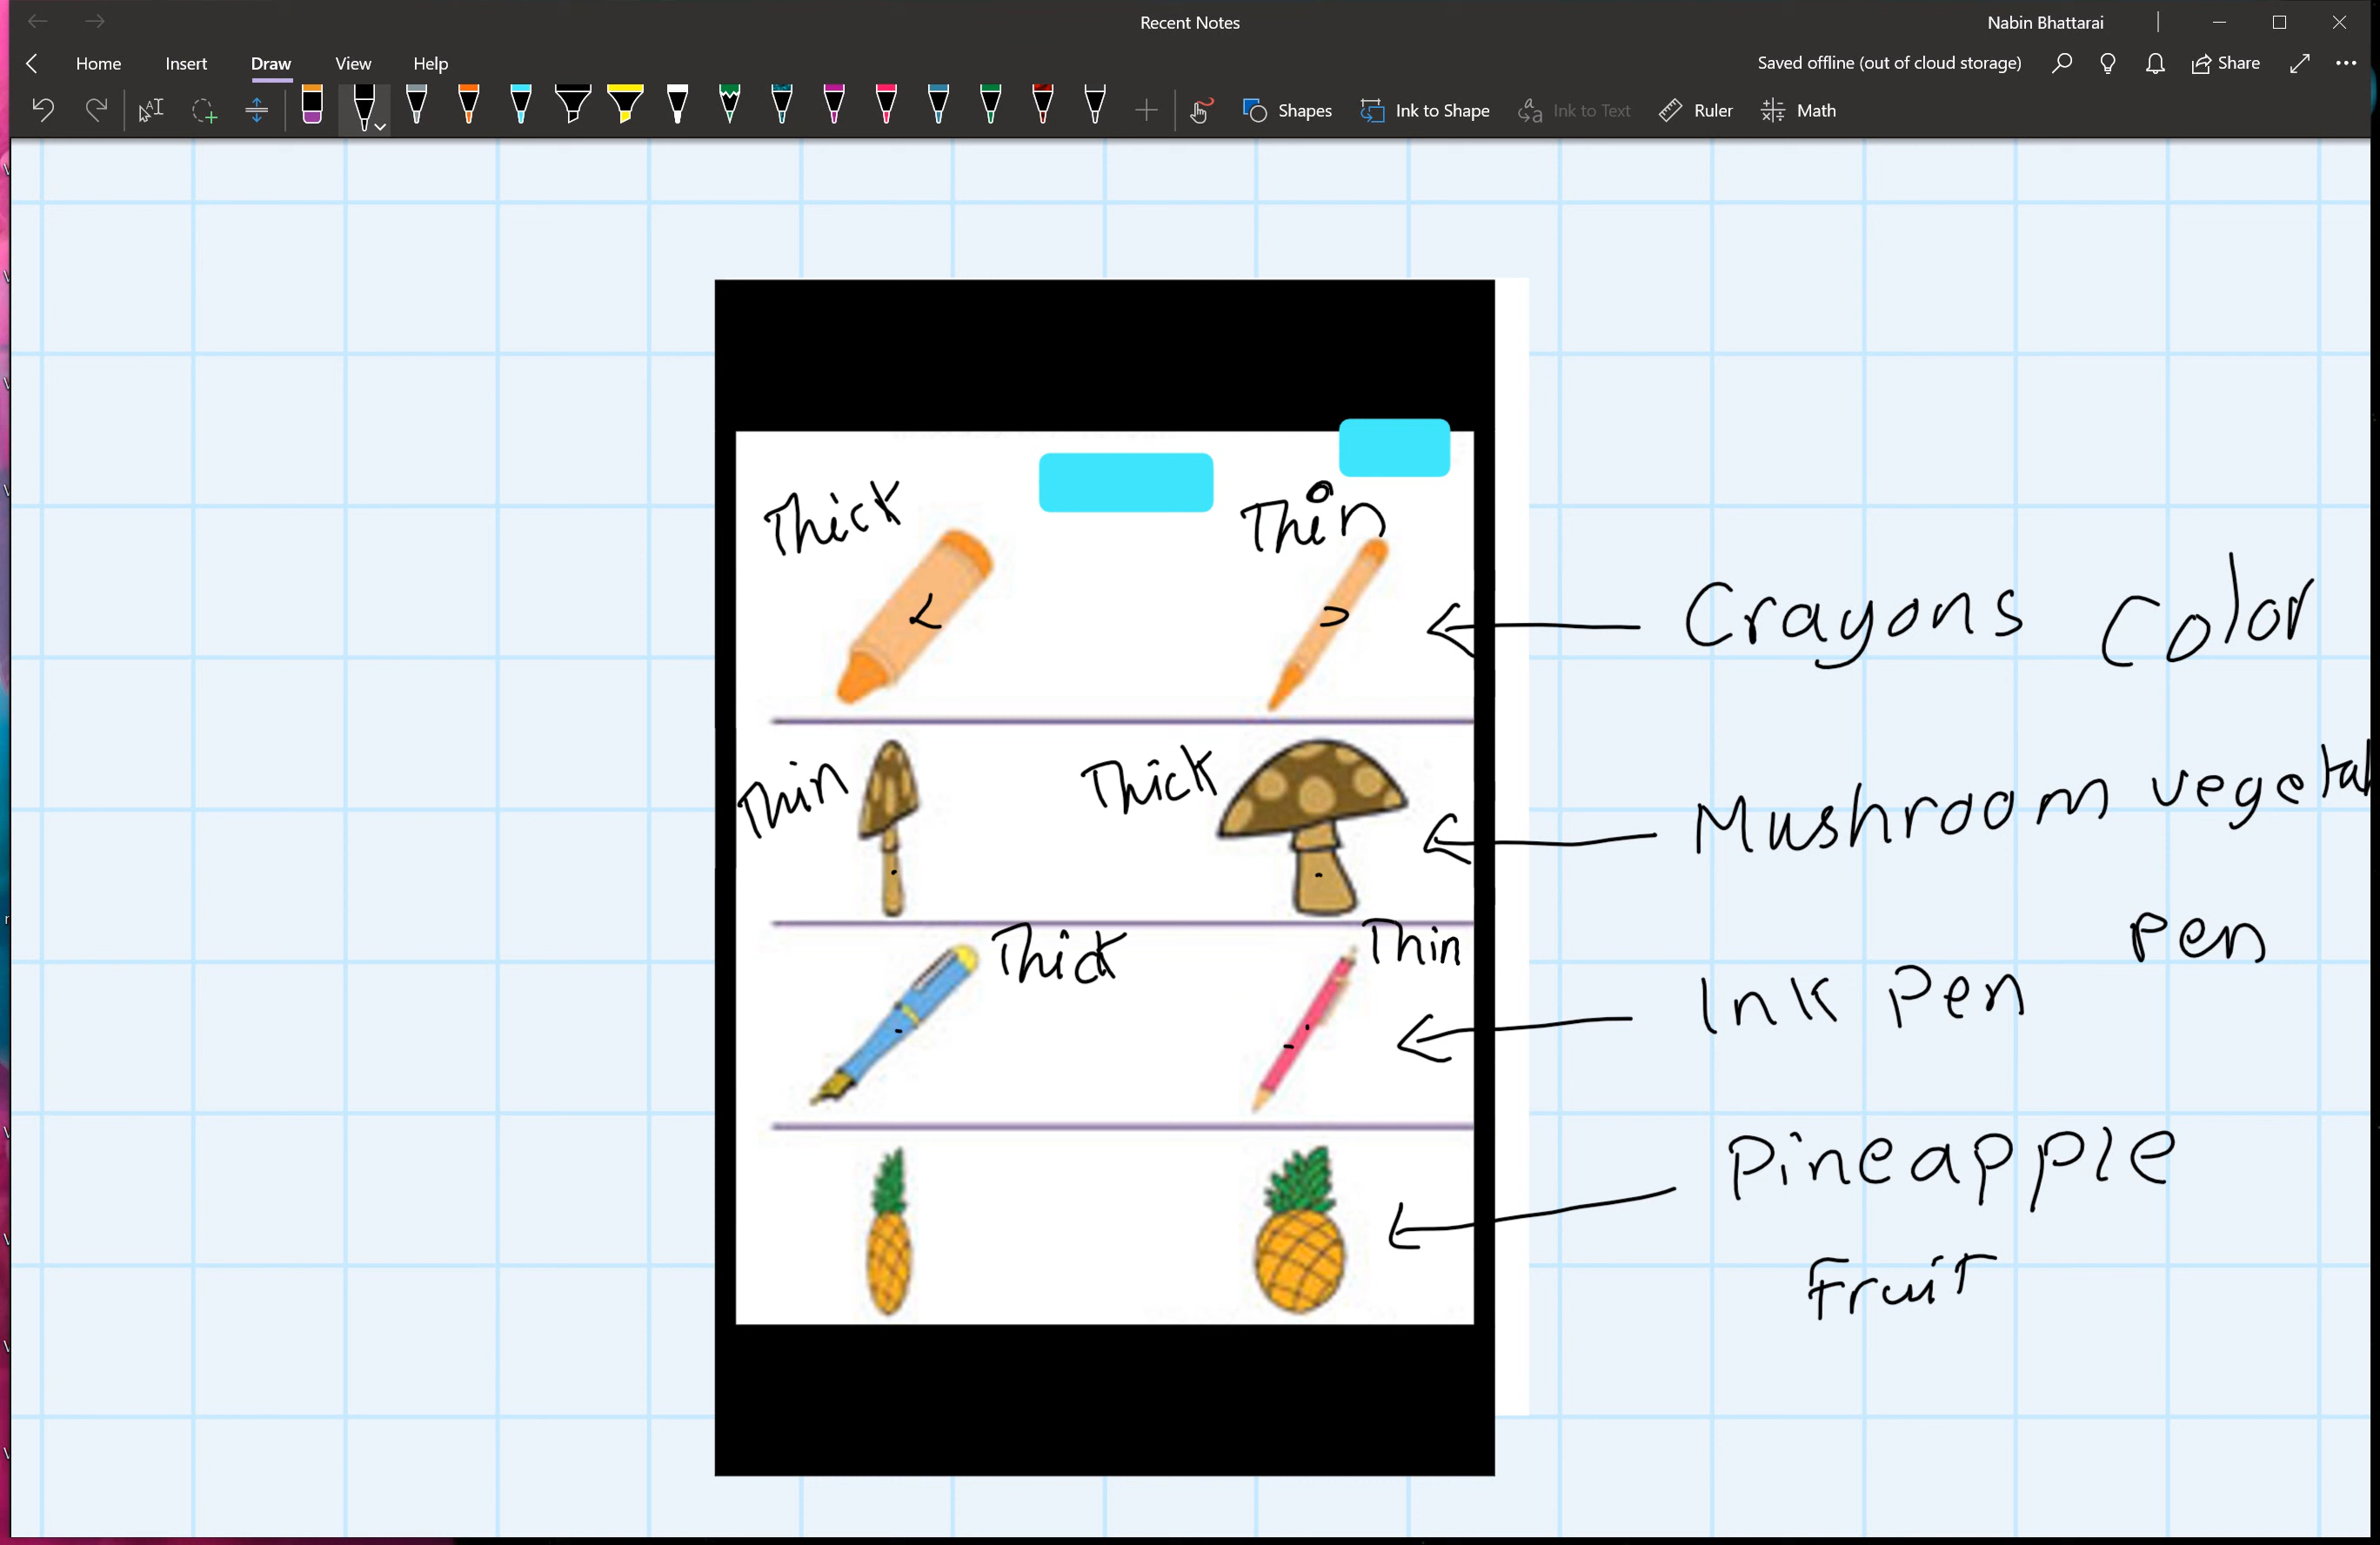 Recent Notes
Nabin Bhattarai
Home Insert Draw View Help
Saved offline (out of cloud storage)
Share
Shapes
Ink to Shape
Ink to Text
Ruler
Math
Thick
Thin
Crayons Color
Thin
Thick
Mushroom vegetab
Thick
Thin
Pen
Ink Pen
Pineapple
Fruit